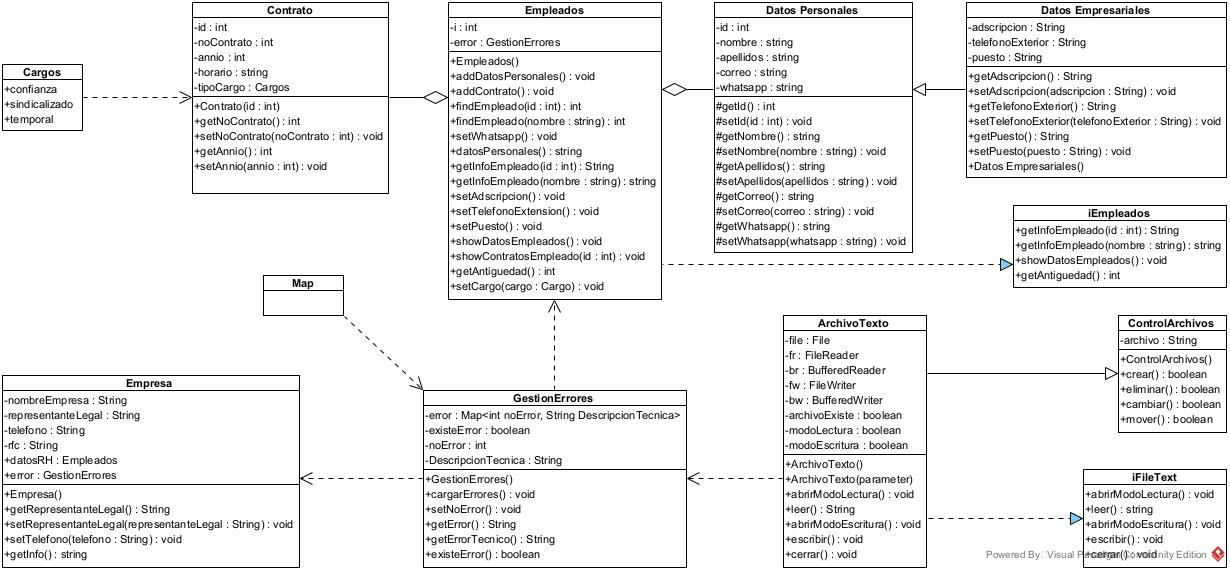 Cargos
+confianza
+sindicalizado
+temporal
Contrato
-id : int
-noContrato : int
-annio : int
-horario : string
-tipoCargo : Cargos
+Contrato(id : int)
+getNoContrato() : int
+setNoContrato(noContrato : int) : void
+getAnnio() : int
+setAnnio(annio : int) : void
Empleados
-i : int
-error : GestionErrores
+Empleados()
+addDatosPersonales() : void
+addContrato() : void
+findEmpleado(id : int) : int
+findEmpleado(nombre : string) : int
+setWhatsapp() : void
+datosPersonales() : string
+getInfoEmpleado(id : int) : String
+getInfoEmpleado(nombre : string) : string
+setAdscripcion() : void
+setTelefonoExtension() : void
+setPuesto() : void
+showDatosEmpleados() : void
+showContratosEmpleado(id : int) : void
+getAntiguedad() : int
+setCargo(cargo : Cargo) : void
Datos Personales
-id : int
-nombre : string
-apellidos : string
-correo : string
-whatsapp : string
#getId() : int
#setId(id : int) : void
#getNombre() : string
#setNombre(nombre : string) : void
#getApellidos() : string
#setApellidos(apellidos : string) : void
#getCorreo() : string
#setCorreo(correo : string) : void
#getWhatsapp() : string
#setWhatsapp(whatsapp : string) : void
Datos Empresariales
-adscripcion : String
-telefonoExterior : String
-puesto : String
+getAdscripcion() : String
+setAdscripcion(adscripcion : String) : void
+getTelefonoExterior() : String
+setTelefonoExterior(telefonoExterior : String) : void
+getPuesto() : String
+setPuesto(puesto : String) : void
+Datos Empresariales()
iEmpleados
+getInfoEmpleado(id : int) : String
+getInfoEmpleado(nombre : string) : string
+showDatosEmpleados() : void
+getAntiguedad() : int
Map
Empresa
-nombreEmpresa : String
-representanteLegal : String
-telefono : String
-rfc : String
+datosRH : Empleados
+error : GestionErrores
+Empresa()
+getRepresentanteLegal() : String
+setRepresentanteLegal(representanteLegal : String) : void
+setTelefono(telefono : String) : void
+getInfo() : string
GestionErrores
-error : Map<int noError, String DescripcionTecnica>
-existeError : boolean
-noError : int
-DescripcionTecnica : String
+GestionErrores()
+cargarErrores() : void
+setNoError() : void
+getError() : String
+getErrorTecnico() : String
+existeError() : boolean
ArchivoTexto
-file : File
-fr : FileReader
-br : BufferedReader
-fw : FileWriter
-bw : BufferedWriter
-archivoExiste : boolean
-modoLectura : boolean
-modoEscritura : boolean
+ArchivoTexto()
+ArchivoTexto(parameter)
+abrirModoLectura() : void
+leer() : String
+abrirModoEscritura() : void
+escribir() : void
+cerrar() : void
ControlArchivos
-archivo : String
+ControlArchivos()
+crear() : boolean
+eliminar() : boolean
+cambiar() : boolean
+mover() : boolean
iFileText
+abrirModoLectura() : void
+leer() : string
+abrirModoEscritura() : void
+escribir() : void
+cerrar() : void
Powered By Visual Paradigm Community Edition